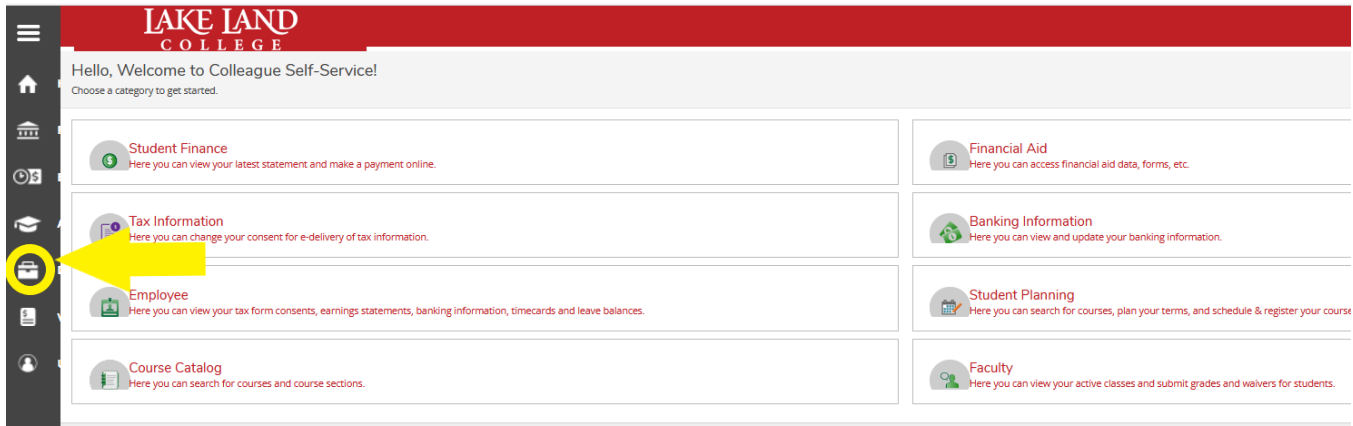 LAKE LAND
COLLEGE
Hello, Welcome to Colleague Self-Service!
Choose a category to get started.
Student Finance
Here you can view your latest statement and make a payment online.
Financial Aid
Here you can access financial aid data, forms, etc.
Tax Information
Here you can change your consent for e-delivery of tax information.
Banking Information
Here you can view and update your banking information.
Employee
Here you can view your tax form consents, earnings statements, banking information, timecards and leave balances.
Student Planning
Here you can search for courses, plan your terms, and schedule & register your course
Course Catalog
Here you can search for courses and course sections.
Faculty
Here you can view your active classes and submit grades and waivers for students.